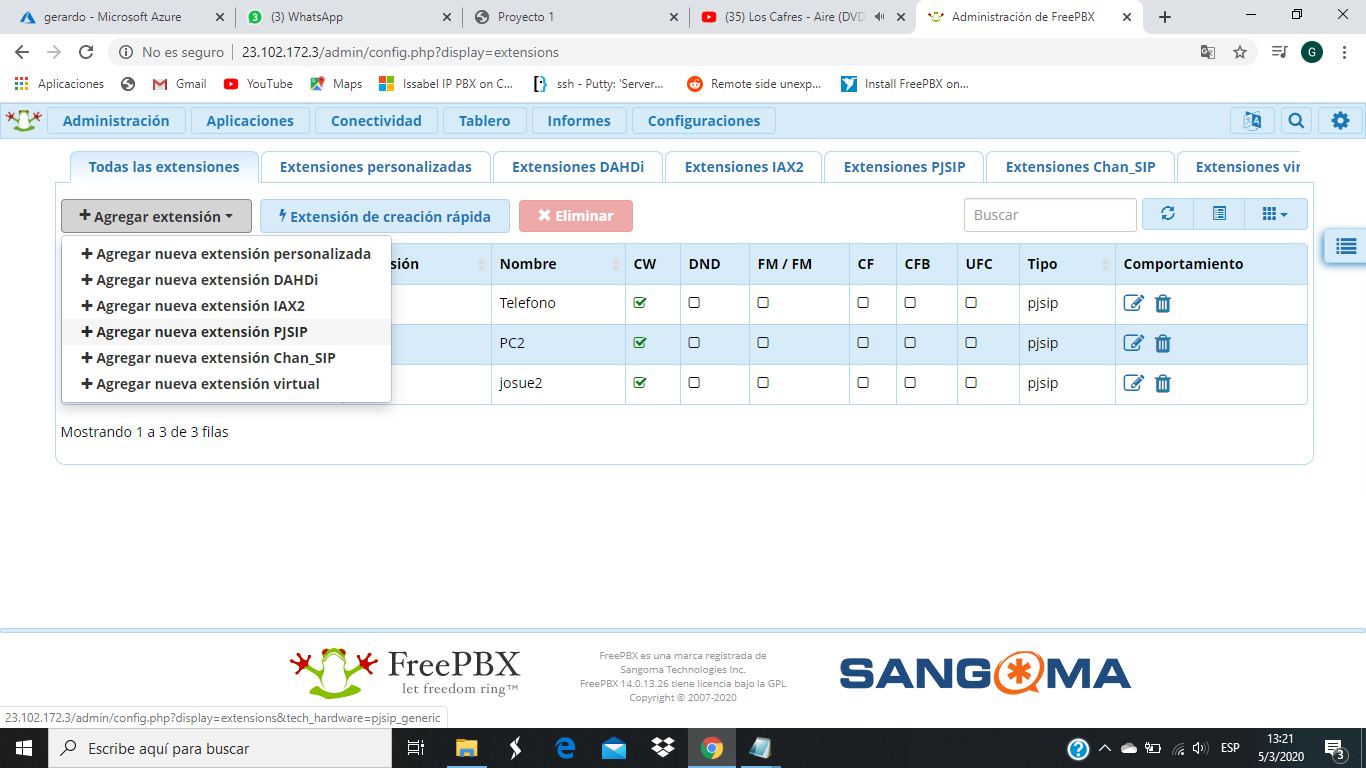 gerardo - Microsoft Azure
(3) WhatsApp
Proyecto 1
(35) Los Cafres - Aire (DVD
Administración de FreePBX
No es seguro
23.102.172.3/admin/config.php?display=extensions
G
Aplicaciones
Gmail
YouTube
Maps
Issabel IP PBX on C...
ssh - Putty: 'Server...
Remote side unexp...
Install FreePBX on...
Administración
Aplicaciones
Conectividad
Tablero
Informes
Configuraciones
Todas las extensiones
Extensiones personalizadas
Extensiones DAHDi
Extensiones IAX2
Extensiones PJSIP
Extensiones Chan_SIP
Extensiones vir
Agregar extensión
Extensión de creación rápida
Eliminar
Buscar
Agregar nueva extensión personalizada
Agregar nueva extensión DAHDi
Agregar nueva extensión IAX2
Agregar nueva extensión PJSIP
Agregar nueva extensión Chan_SIP
Agregar nueva extensión virtual
sión Nombre CW DND FM / FM CF CFB UFC Tipo Comportamiento
Telefono pjsip
PC2 pjsip
josue2 pjsip
Mostrando 1 a 3 de 3 filas
FreePBX
let freedom ring™
FreePBX es una marca registrada de
Sangoma Technologies Inc.
FreePBX 14.0.13.26 tiene licencia bajo la GPL
Copyright © 2007-2020
SANGOMA
23.102.172.3/admin/config.php?display=extensions&tech_hardware=pjsip_generic
Escribe aquí para buscar
ESP
13:21
5/3/2020
3